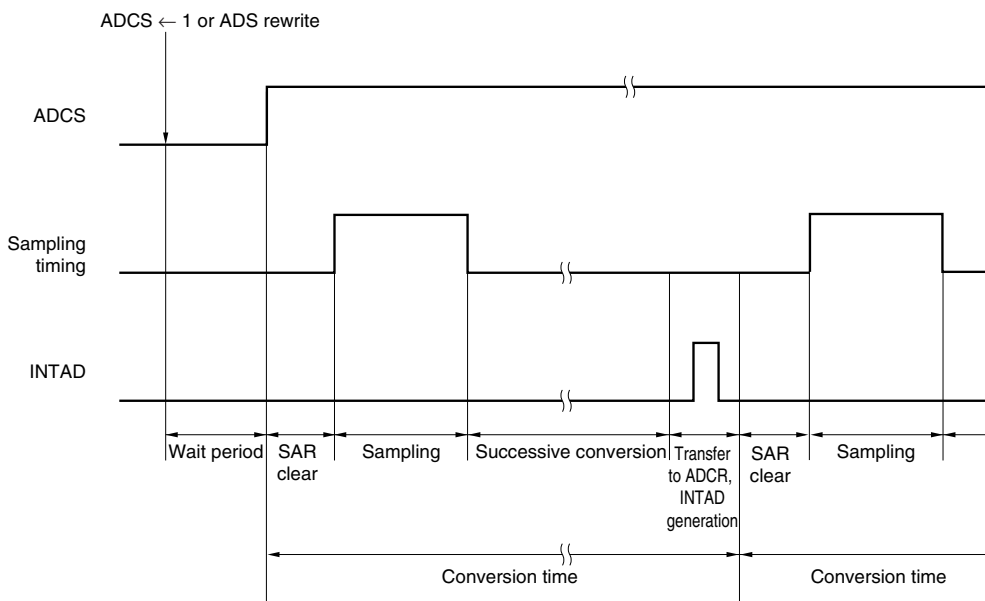 ADCS ← 1 or ADS rewrite
ADCS
Sampling
timing
INTAD
Wait period
SAR
clear
Sampling
Successive conversion
Transfer
to ADCR,
INTAD
generation
SAR
clear
Sampling
Conversion time
Conversion time